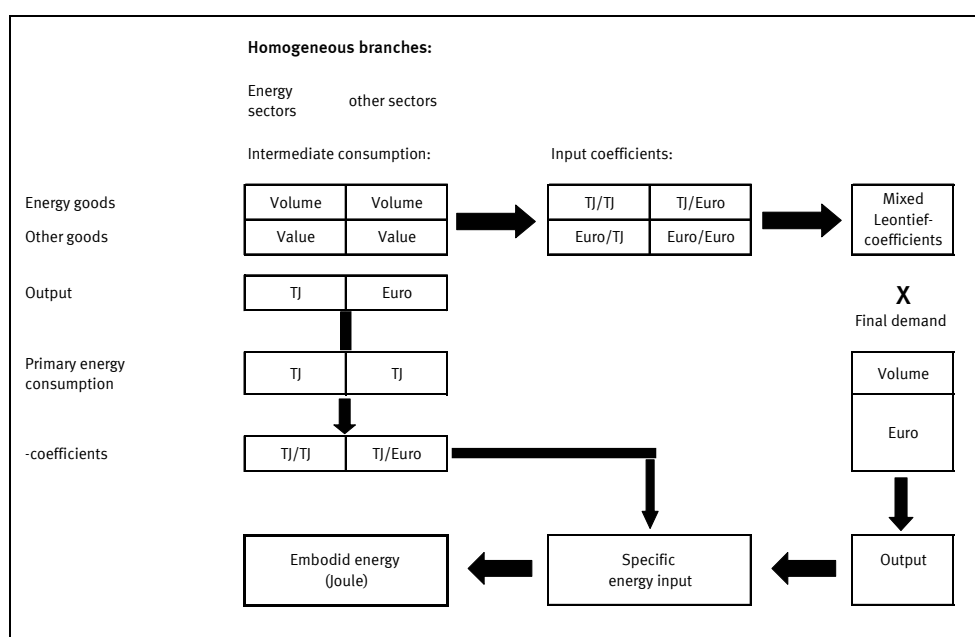 Homogeneous branches:
Energy
sectors
other sectors
Intermediate consumption:
Input coefficients:
Energy goods
Volume
Volume
TJ/TJ
TJ/Euro
Mixed
Leontief-
coefficients
Other goods
Value
Value
Euro/TJ
Euro/Euro
Output
TJ
Euro
X
Final demand
Primary energy
consumption
TJ
TJ
Volume
Euro
-coefficients
TJ/TJ
TJ/Euro
Embodid energy
(Joule)
Specific
energy input
Output